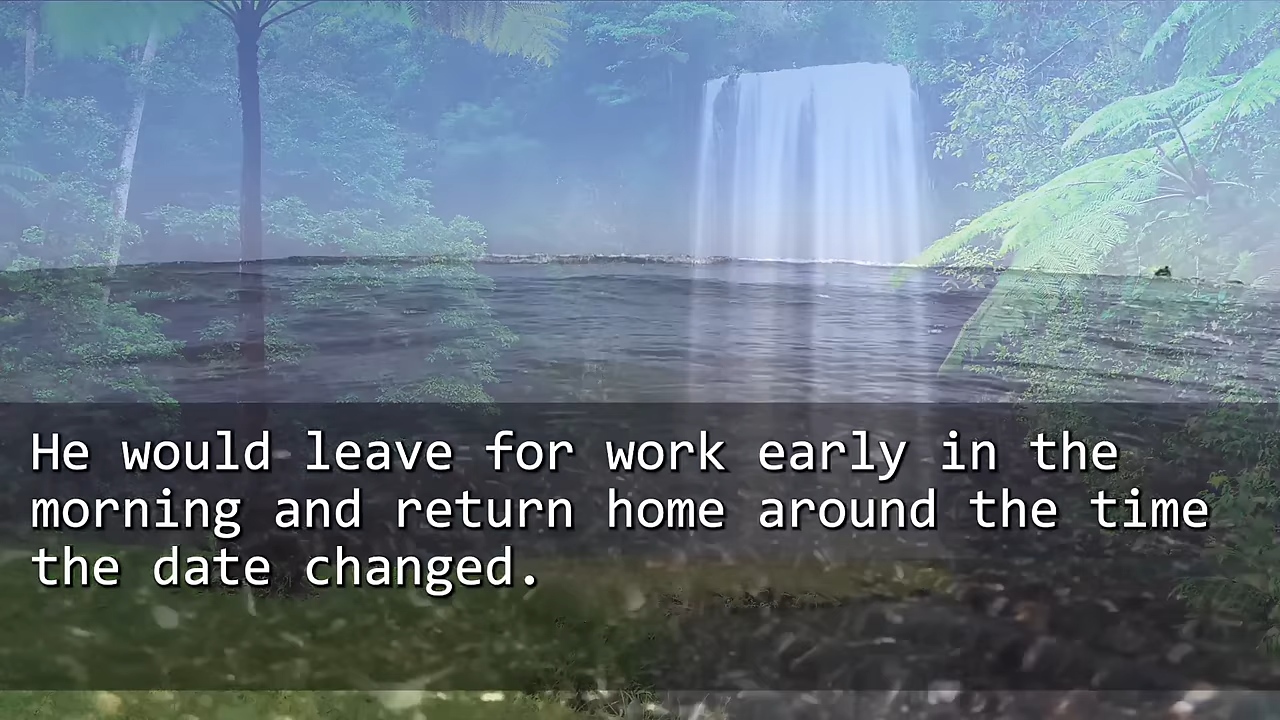 He would leave for work early in the
morning and return home around the time
the date changed.